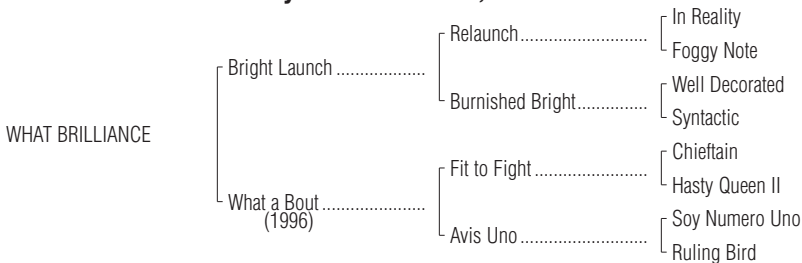 In Reality
Relaunch
Foggy Note
Bright Launch
Well Decorated
Burnished Bright
Syntactic
WHAT BRILLIANCE
Chieftain
Fit to Fight
Hasty Queen II
What a Bout
(1996)
Soy Numero Uno
Avis Uno
Ruling Bird